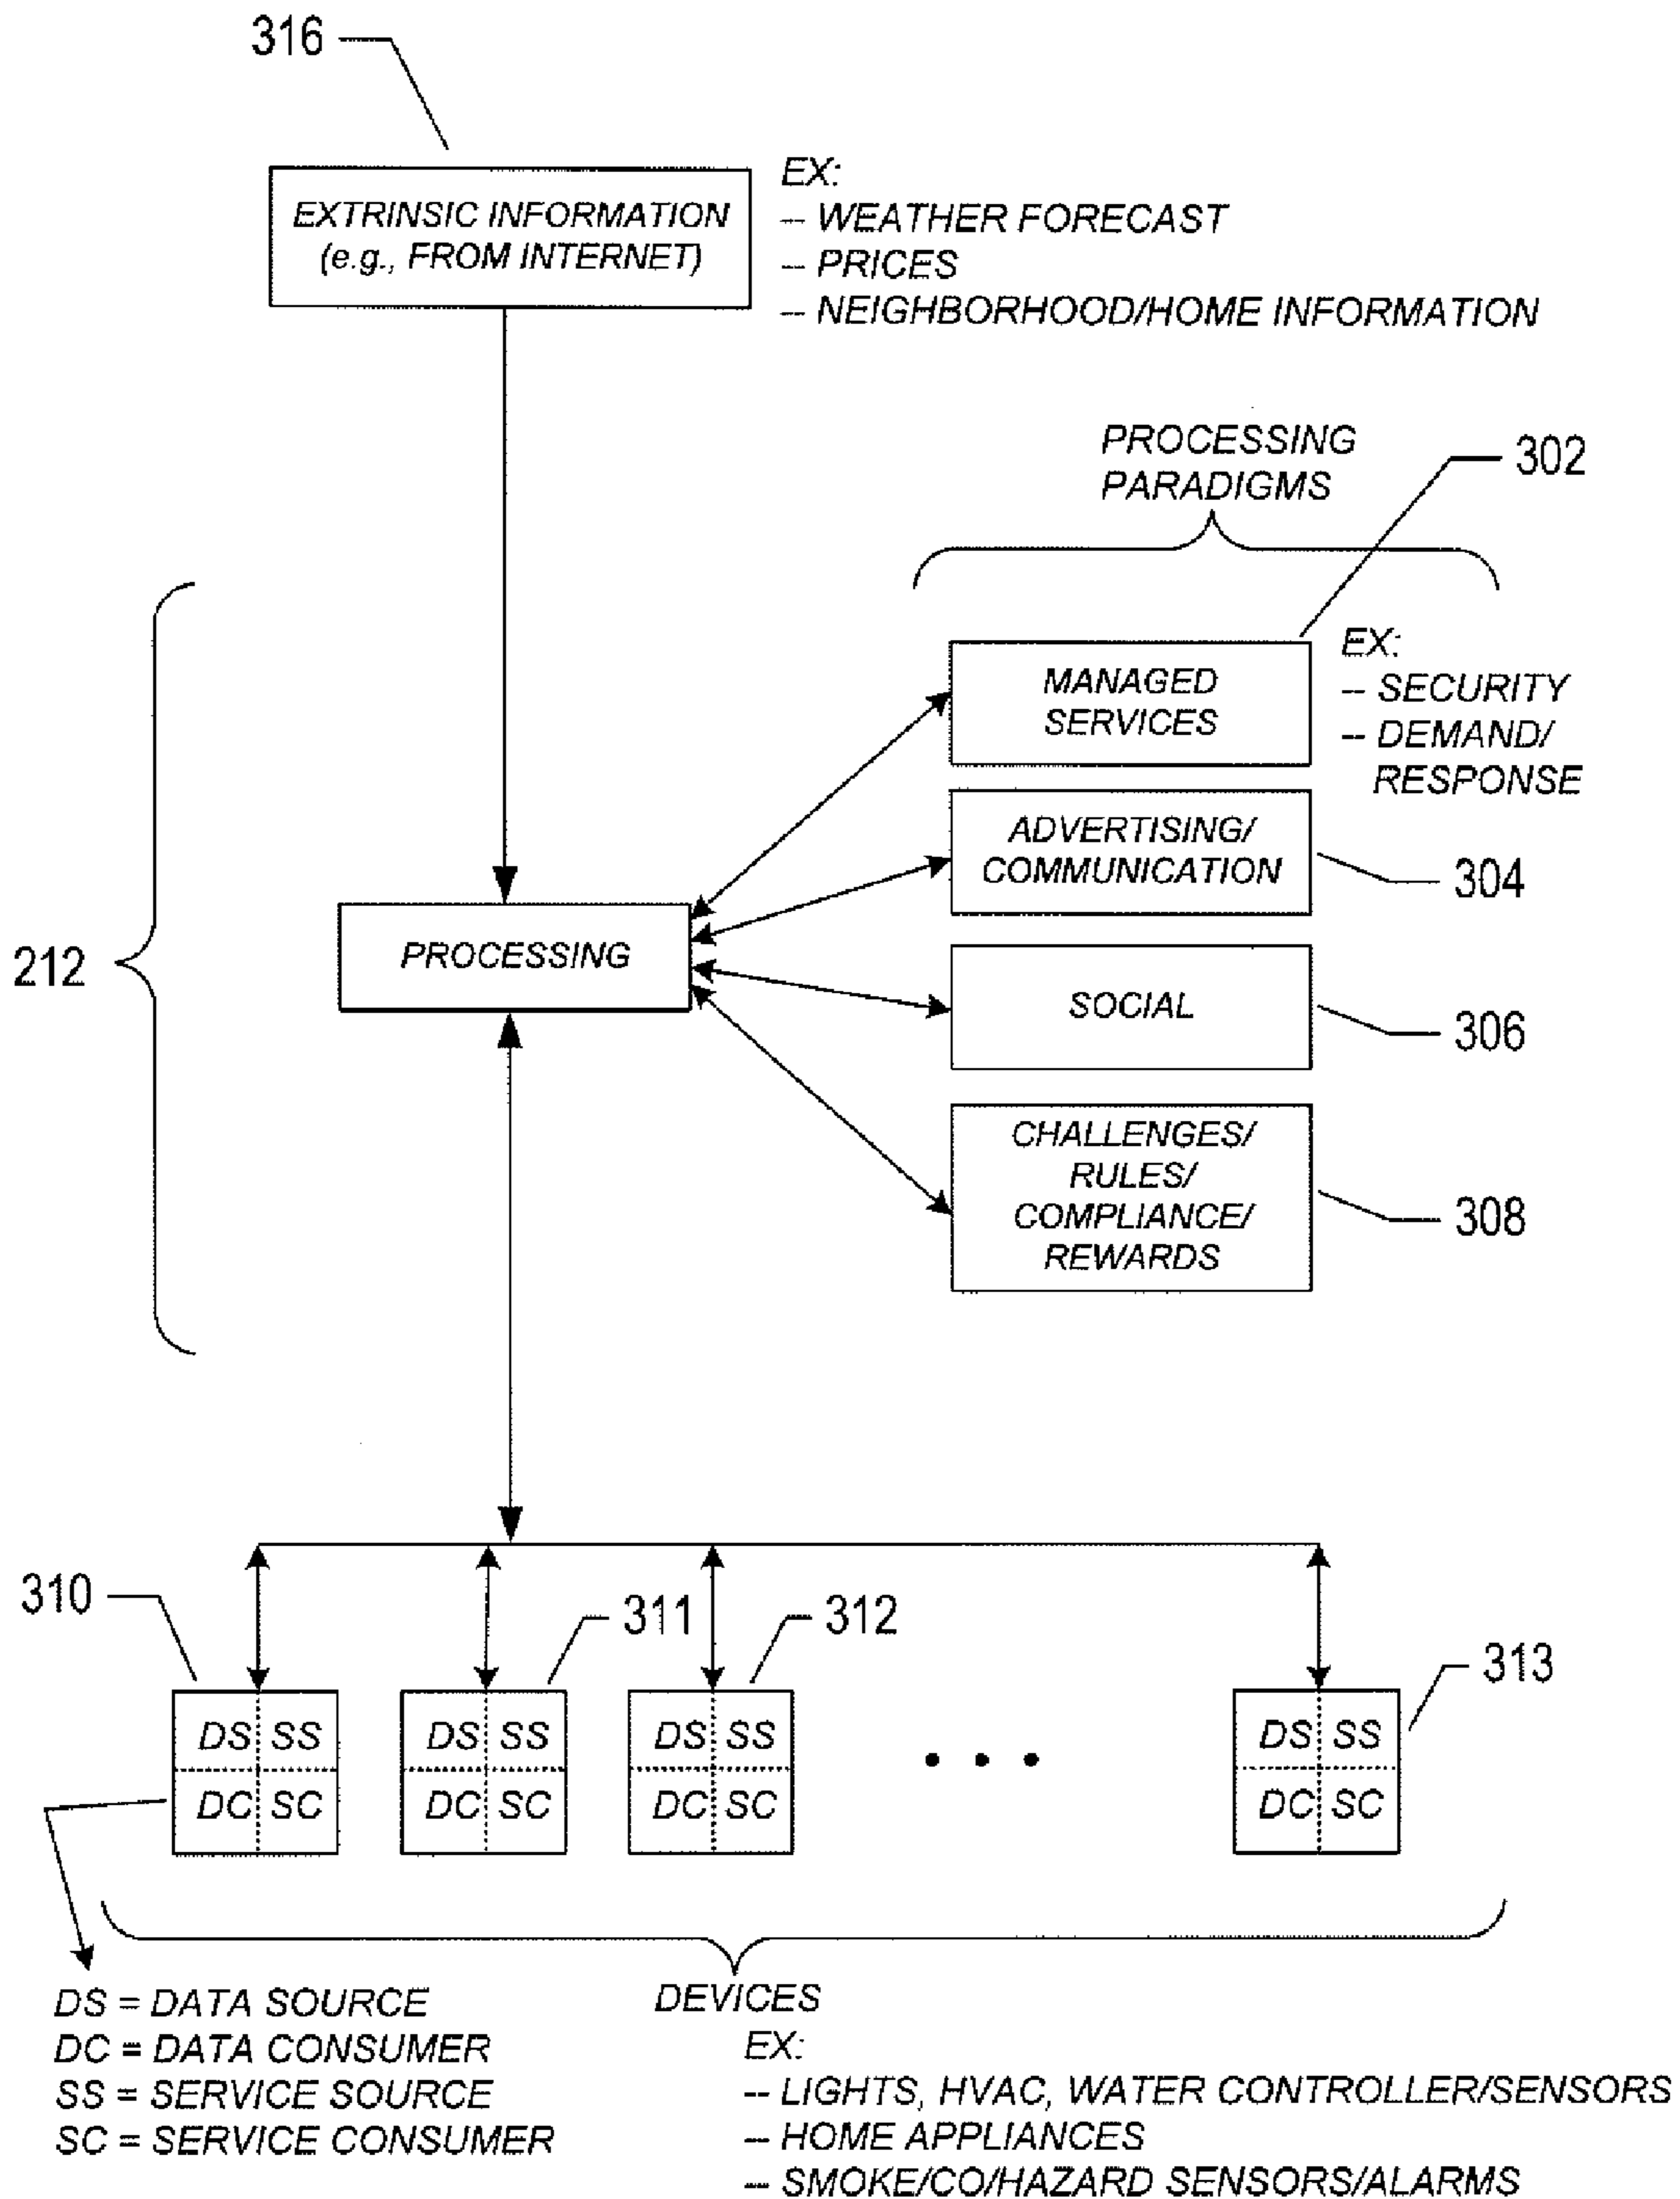 316
EXTRINSIC INFORMATION
(e.g., FROM INTERNET)
EX:
-- WEATHER FORECAST
-- PRICES
-- NEIGHBORHOOD/HOME INFORMATION
PROCESSING
PARADIGMS
302
MANAGED
SERVICES
EX:
-- SECURITY
-- DEMAND/
RESPONSE
ADVERTISING/
COMMUNICATION
304
212
PROCESSING
SOCIAL
306
CHALLENGES/
RULES/
COMPLIANCE/
REWARDS
308
310
311
312
313
DS SS
DC SC
DS SS
DC SC
DS SS
DC SC
• • •
DS SS
DC SC
DS = DATA SOURCE
DC = DATA CONSUMER
SS = SERVICE SOURCE
SC = SERVICE CONSUMER
DEVICES
EX:
-- LIGHTS, HVAC, WATER CONTROLLER/SENSORS
-- HOME APPLIANCES
-- SMOKE/CO/HAZARD SENSORS/ALARMS